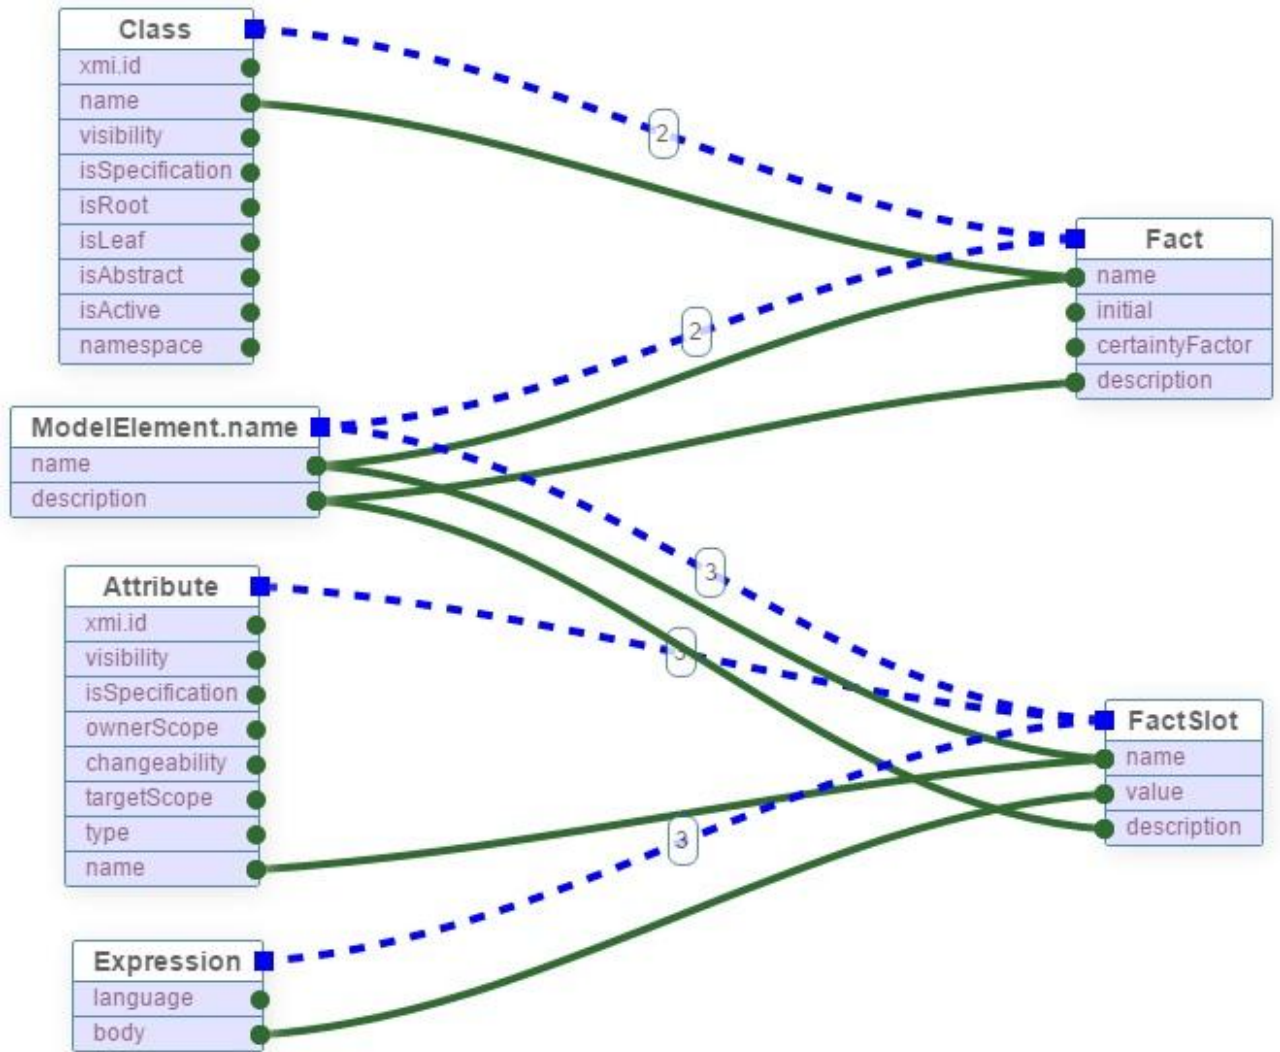 Class
xmi.id
name
visibility
isSpecification
isRoot
isLeaf
isAbstract
isActive
namespace
2
Fact
name
initial
certaintyFactor
description
2
ModelElement.name
name
description
3
Attribute
xmi.id
visibility
isSpecification
ownerScope
changeability
targetScope
type
name
3
FactSlot
name
value
description
3
Expression
language
body